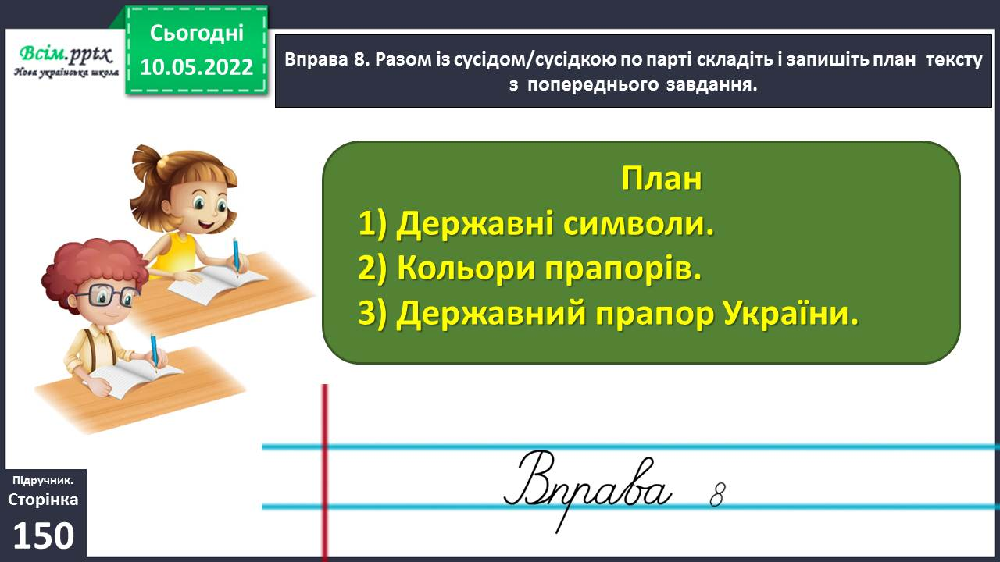 Сьогодні
10.05.2022
Всім.pptx
Нова українська школа
Вправа 8. Разом із сусідом/сусідкою по парті складіть і запишіть план тексту
з попереднього завдання.
План
1) Державні символи.
2) Кольори прапорів.
3) Державний прапор України.
Вправа 8
Підручник.
Сторінка
150